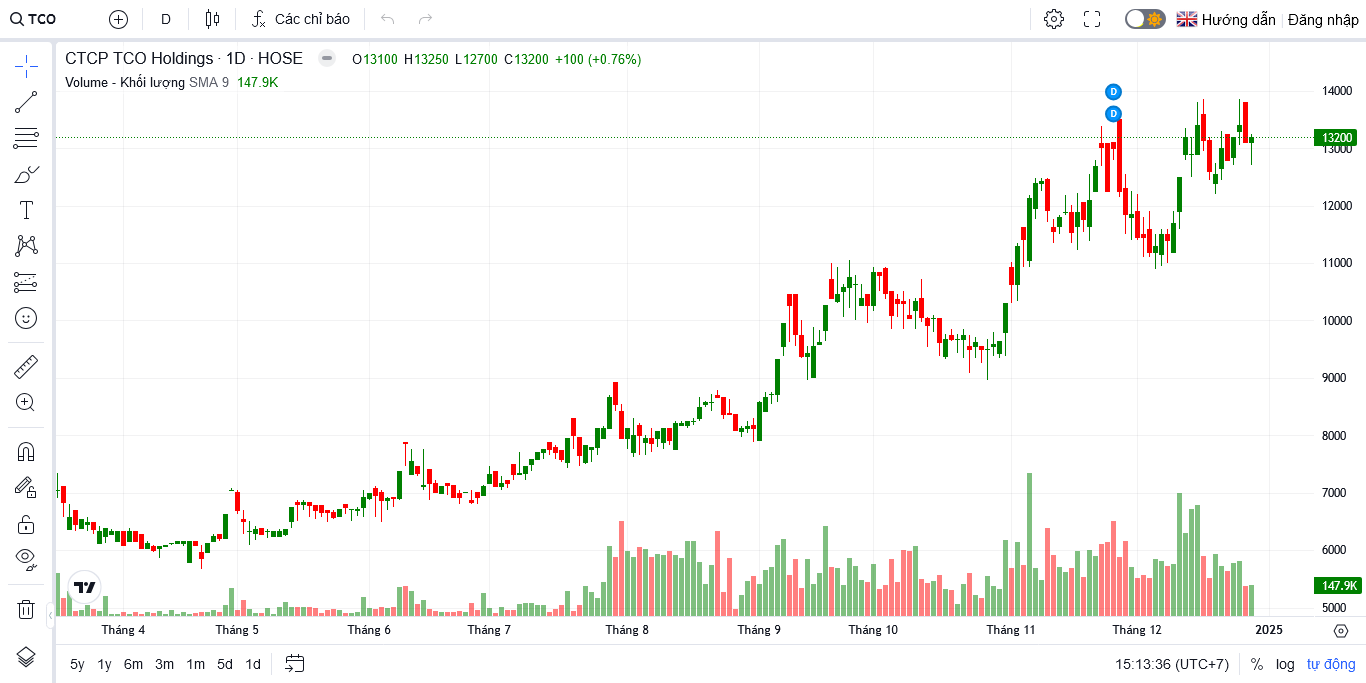 TCO D Các chỉ báo Hướng dẫn Đăng nhập
CTCP TCO Holdings · 1D · HOSE O13100 H13250 L12700 C13200 +100 (+0.76%)
Volume - Khối lượng SMA 9 147.9K
D
D
14000
13200
13000
12000
11000
10000
9000
8000
7000
6000
147.9K
5000
Tháng 4 Tháng 5 Tháng 6 Tháng 7 Tháng 8 Tháng 9 Tháng 10 Tháng 11 Tháng 12 2025
5y 1y 6m 3m 1m 5d 1d 15:13:36 (UTC+7) % log tự động